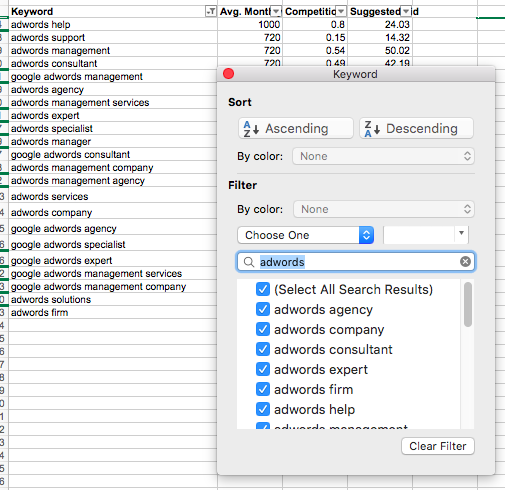 Keyword Avg. Montl Competitic Suggested id
adwords help 1000 0.8 24.03
adwords support 720 0.15 14.32
adwords management 720 0.54 50.02
adwords consultant 720 0.49 42.19
google adwords management
adwords agency
adwords management services
adwords expert
adwords specialist
adwords manager
google adwords consultant
adwords management company
adwords management agency
adwords services
adwords company
google adwords agency
google adwords specialist
google adwords expert
google adwords management services
google adwords management company
adwords solutions
adwords firm
Keyword
Sort
A Z Ascending
Z A Descending
By color: None
Filter
By color: None
Choose One
adwords
(Select All Search Results)
adwords agency
adwords company
adwords consultant
adwords expert
adwords firm
adwords help
adwords management
Clear Filter